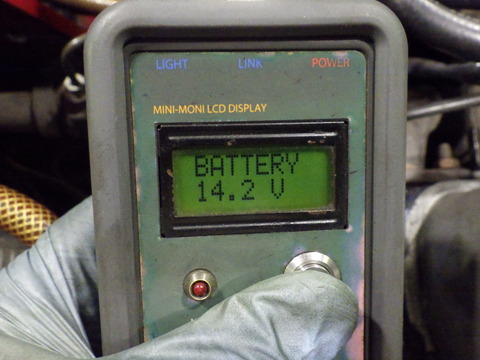 LIGHT LINK POWER
MINI-MONI LCD DISPLAY
BATTERY
14.2 V